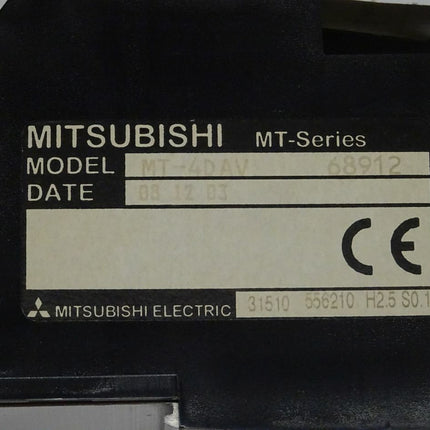 MITSUBISHI MT-Series
MODEL MT-4DAV 68912
DATE 08 12 03
CE
MITSUBISHI ELECTRIC 31510 556210 H2.5 S0.1